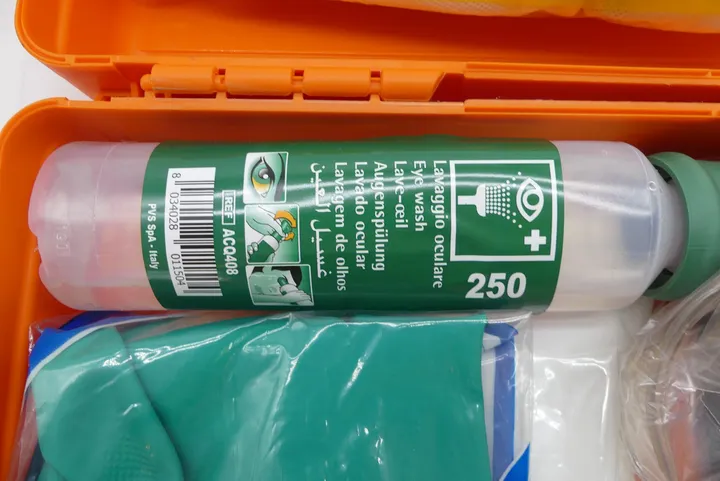 Lavaggio oculare
Eye wash
Lave-œil
Augenspülung
Lavado ocular
Lavagem de olhos
غسيل العين
250
REF ACQ408
8 034028 011504
PVS SpA - Italy